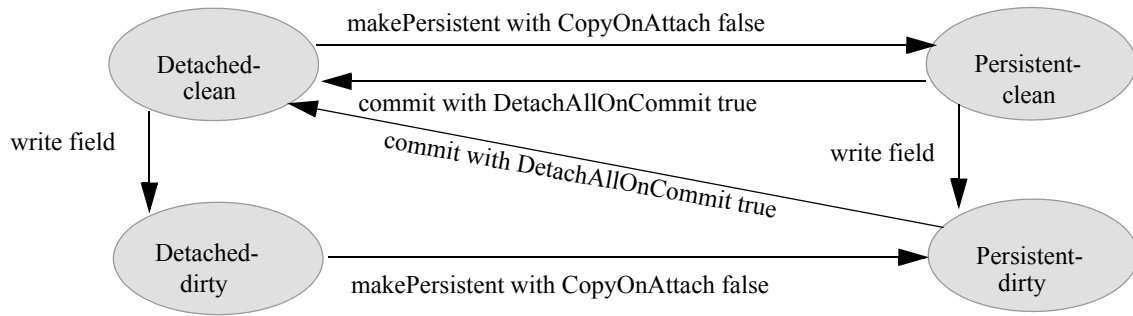 makePersistent with CopyOnAttach false
Detached-
clean
Persistent-
clean
commit with DetachAllOnCommit true
write field
commit with DetachAllOnCommit true
write field
Detached-
dirty
Persistent-
dirty
makePersistent with CopyOnAttach false